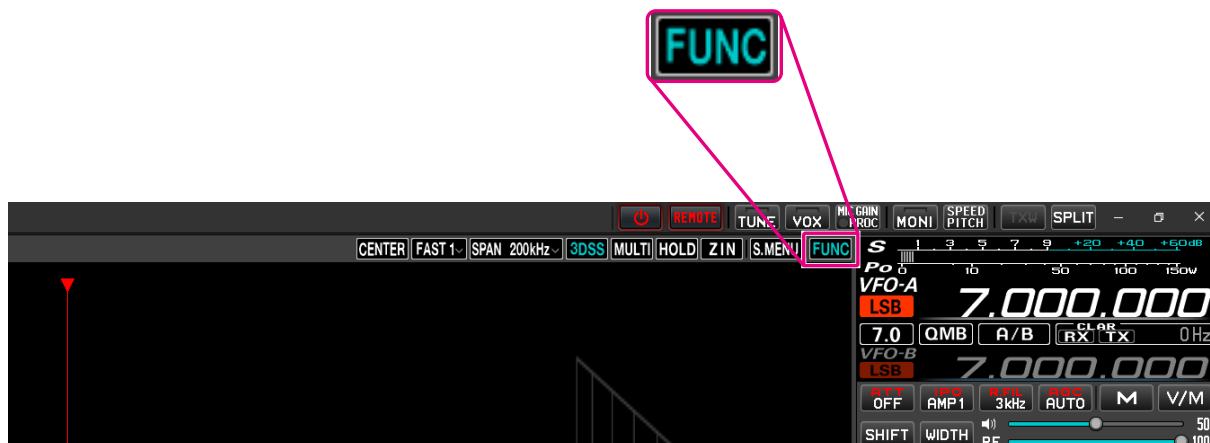 FUNC
REMOTE TUNE VOX MIC GAIN PROC MONI SPEED PITCH TXW SPLIT
CENTER FAST 1 SPAN 200kHz 3DSS MULTI HOLD Z IN S.MENU FUNC
S 1 3 5 7 9 +20 +40 +60dB
Po 0 10 50 100 150W
VFO-A
LSB 7.000.000
7.0 QMB A/B CLAR RX TX 0 Hz
VFO-B
LSB 7.000.000
ATT OFF IPO AMP1 R.FIL 3kHz AGC AUTO M V/M
SHIFT WIDTH 50
RF 100